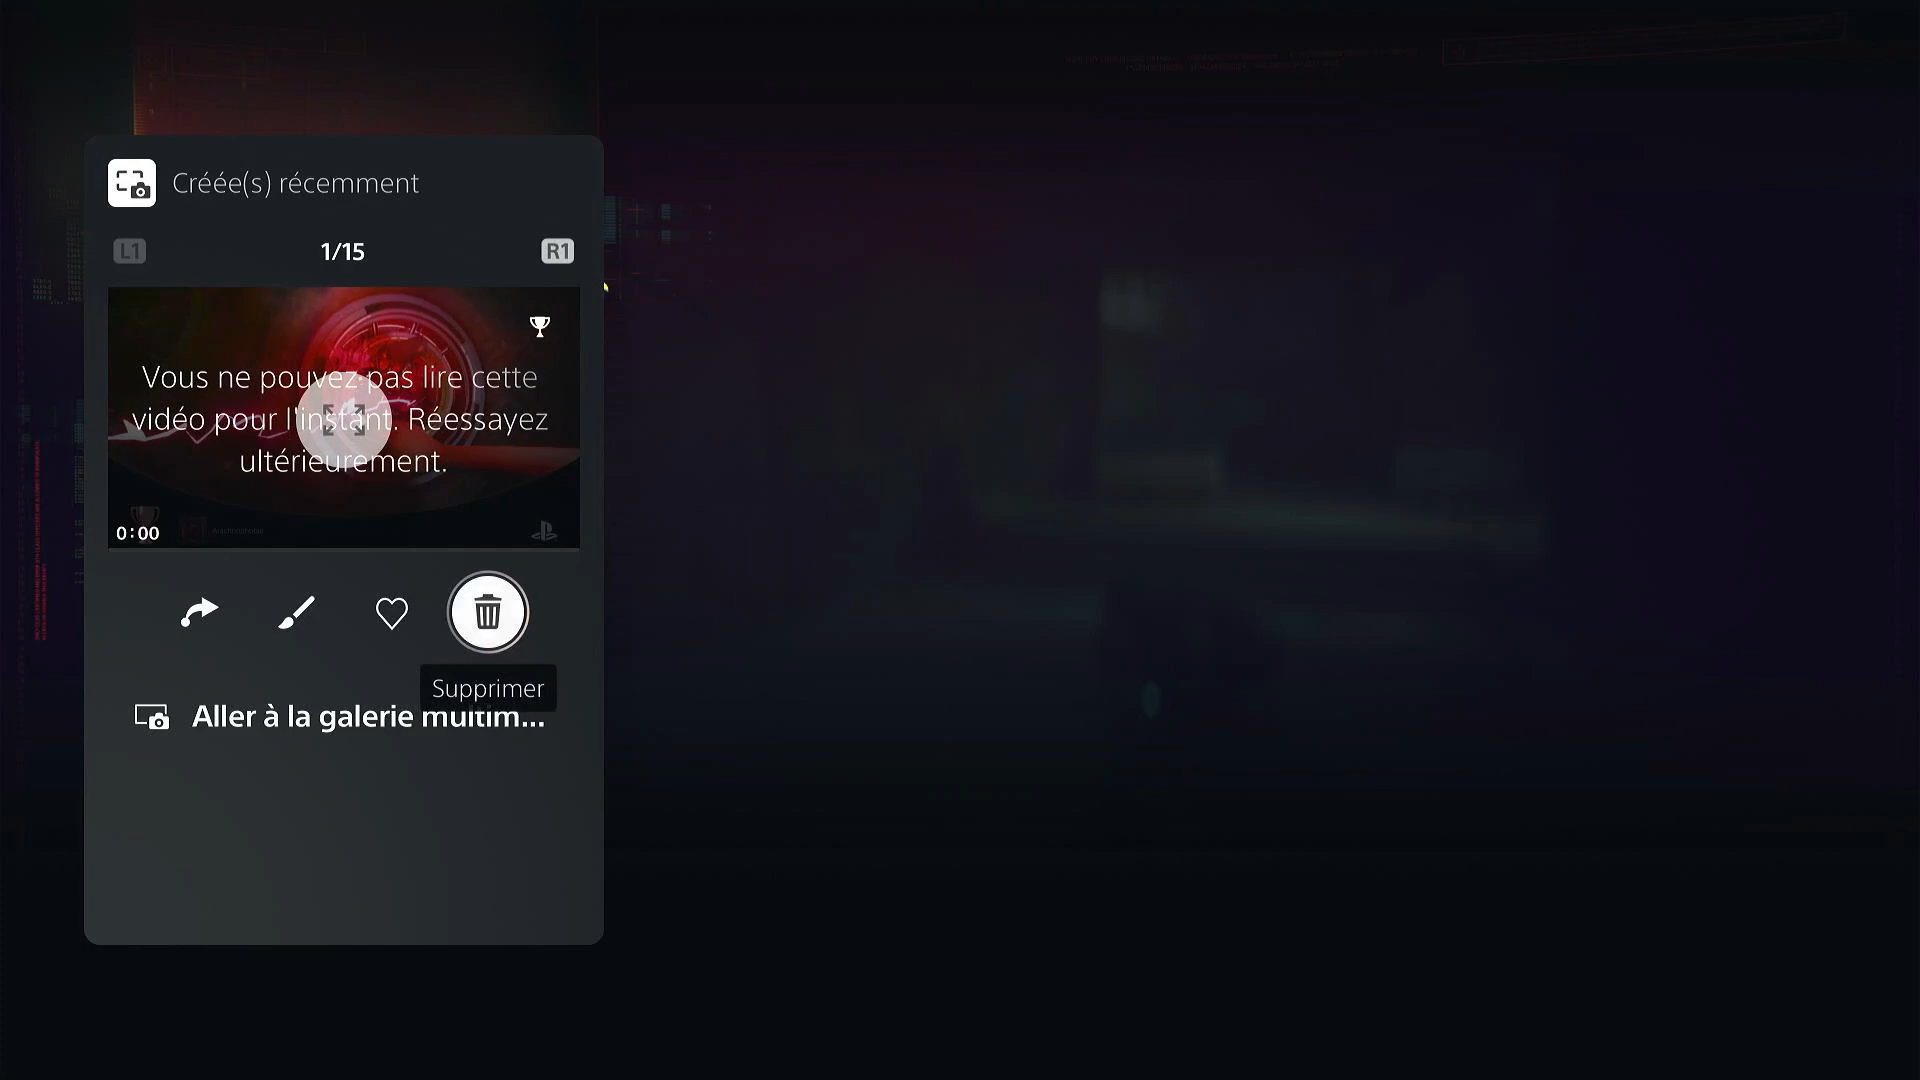 Créée(s) récemment
L1
1/15
R1
Vous ne pouvez pas lire cette
vidéo pour l'instant. Réessayez
ultérieurement.
0:00
Supprimer
Aller à la galerie multim...